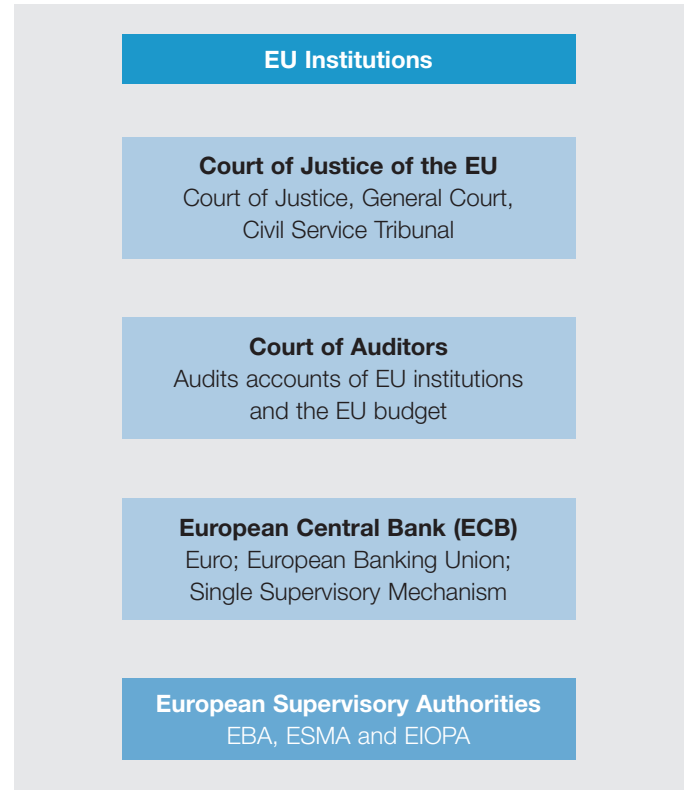 EU Institutions
Court of Justice of the EU
Court of Justice, General Court,
Civil Service Tribunal
Court of Auditors
Audits accounts of EU institutions
and the EU budget
European Central Bank (ECB)
Euro; European Banking Union;
Single Supervisory Mechanism
European Supervisory Authorities
EBA, ESMA and EIOPA